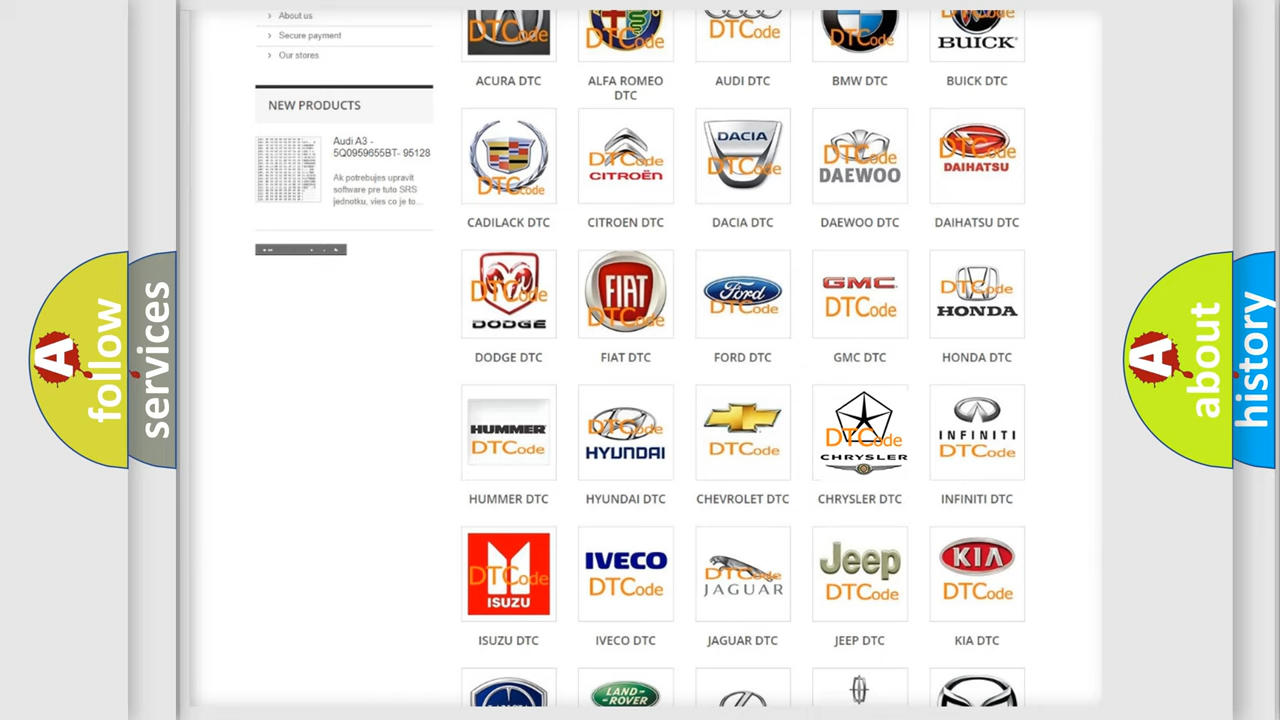 About us
Secure payment
Our stores
NEW PRODUCTS
Audi A3 -
5Q0959655BT- 95128
Ak potrebujes upravit
software pre tuto SRS
jednotku, vies co je to...
DTCode
DTCode
DTCode
DTCode
BUICK
ACURA DTC
ALFA ROMEO
DTC
AUDI DTC
BMW DTC
BUICK DTC
DTCode
DTCode
CITROËN
DACIA
DTCode
DTCode
DAEWOO
DTCode
DAIHATSU
CADILACK DTC
CITROEN DTC
DACIA DTC
DAEWOO DTC
DAIHATSU DTC
DTCode
DODGE
FIAT
DTCode
Ford
DTCode
GMC
DTCode
DTCode
HONDA
DODGE DTC
FIAT DTC
FORD DTC
GMC DTC
HONDA DTC
HUMMER
DTCode
DTCode
HYUNDAI
DTCode
DTCode
CHRYSLER
INFINITI
DTCode
HUMMER DTC
HYUNDAI DTC
CHEVROLET DTC
CHRYSLER DTC
INFINITI DTC
DTCode
ISUZU
IVECO
DTCode
DTCode
JAGUAR
Jeep
DTCode
KIA
DTCode
ISUZU DTC
IVECO DTC
JAGUAR DTC
JEEP DTC
KIA DTC
LAND-
ROVER
A
follow
services
A
about
history